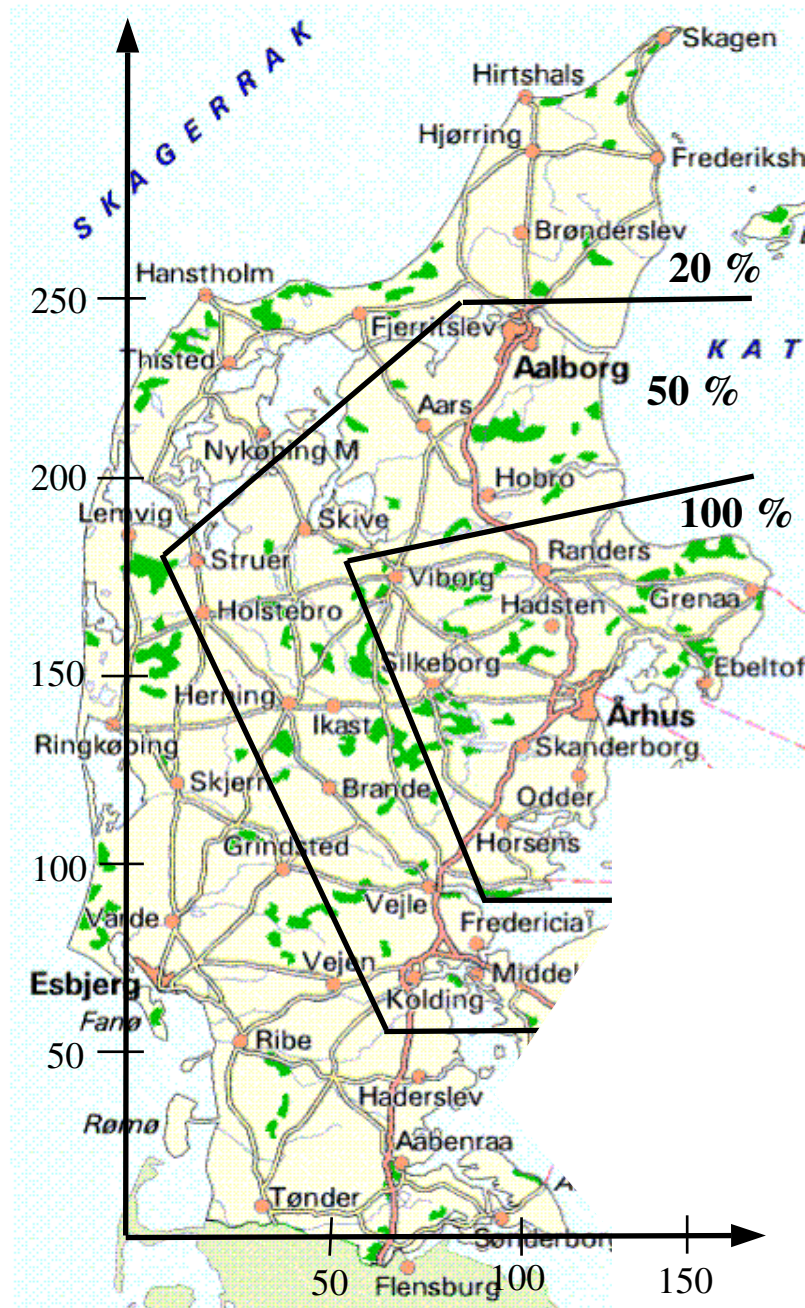 SKAGERRAK
Skagen
Hirtshals
Hjørring
Frederiksh
Brønderslev
20 %
Hanstholm
250
Fjerritslev
Thisted
KAT
Aalborg
50 %
Aars
Nykøbing M
200
Hobro
Lemvig
Skive
100 %
Struer
Randers
Viborg
Grenaa
Holstebro
Hadsten
150
Silkeborg
Ebeltof
Herning
Ikast
Århus
Ringkøbing
Skanderborg
Skjern
Brande
Odder
Horsens
Grindsted
100
Vejle
Varde
Fredericia
Vejen
Middel
Esbjerg
Kolding
Fanø
50
Ribe
Haderslev
Rømø
Aabenraa
A
Tønder
Sønderborg
50
100
150
Flensburg